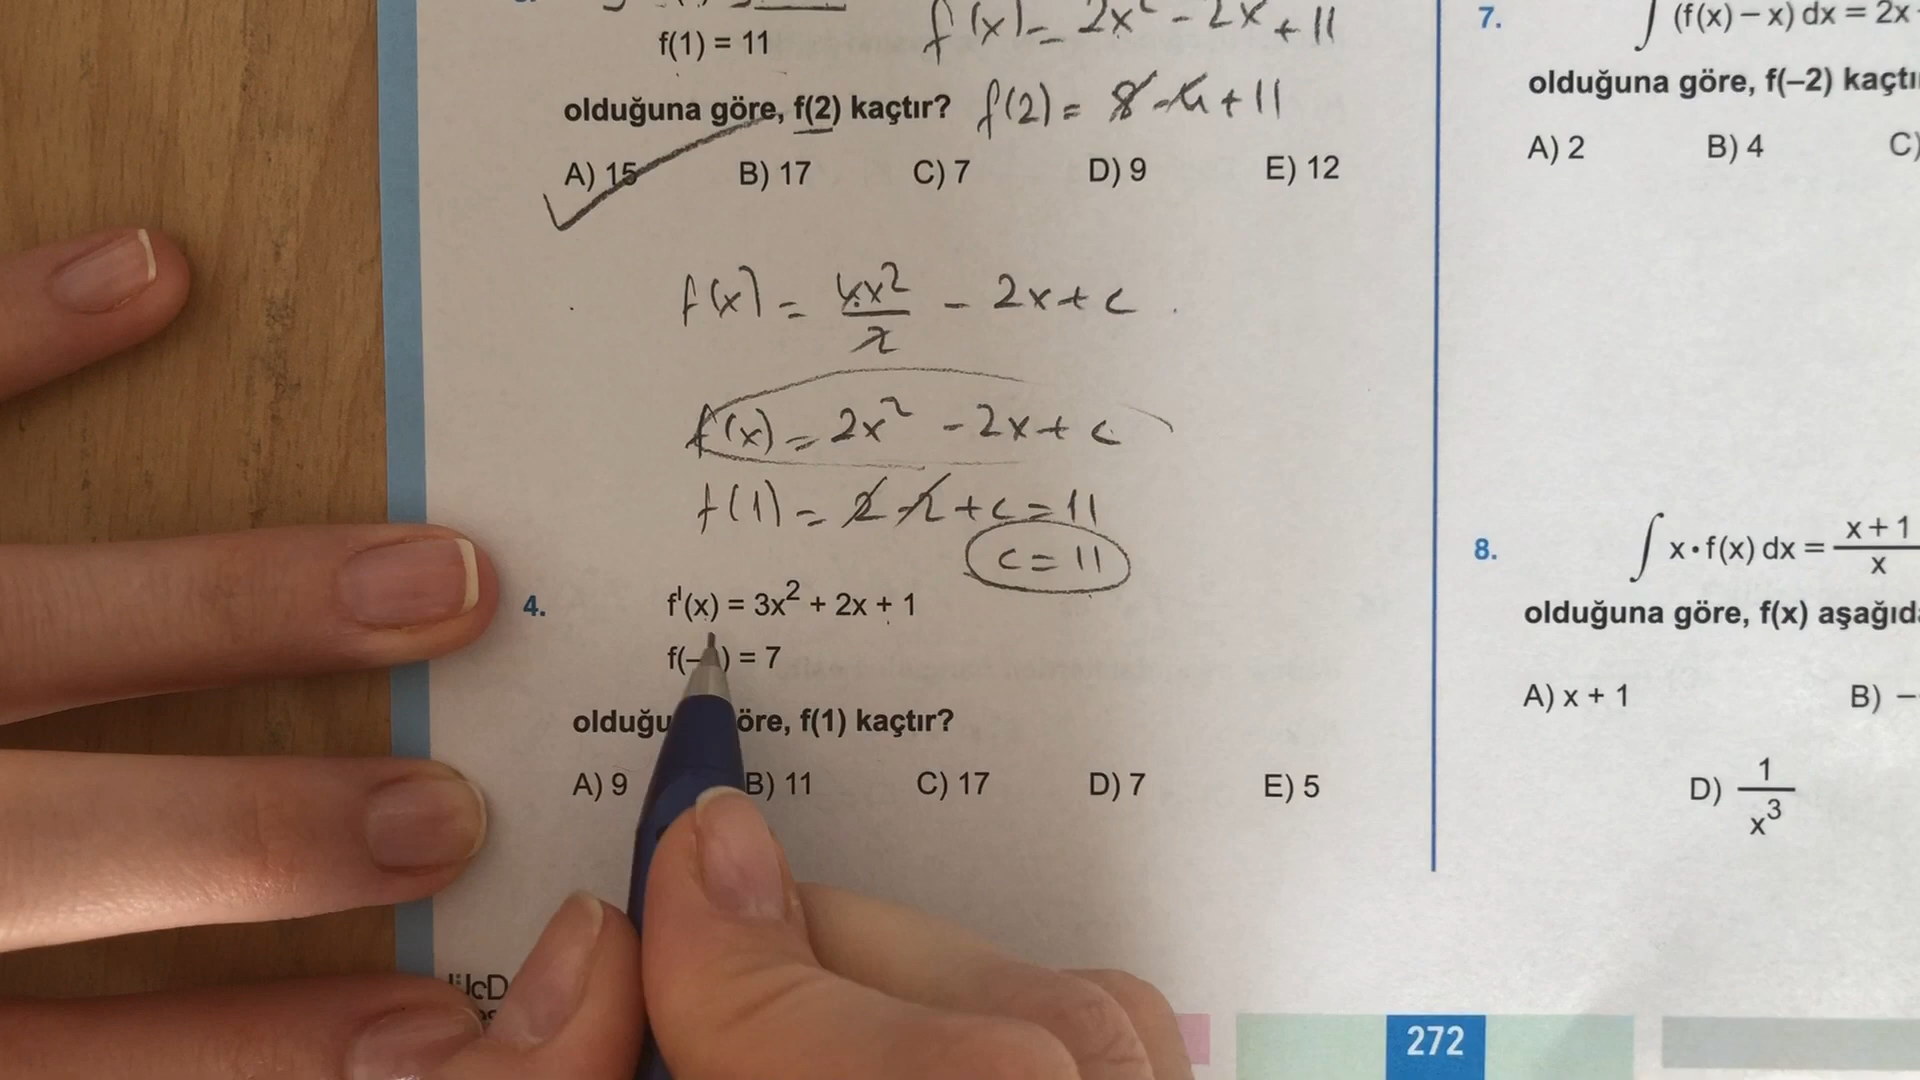 f(1) = 11
f(x) = 2x² - 2x + 11
olduğuna göre, f(2) kaçtır?
f(2) = 8 - 4 + 11
A) 15 B) 17 C) 7 D) 9 E) 12
f(x) = 4x²/2 - 2x + c
f(x) = 2x² - 2x + c
f(1) = 2 - 2 + c = 11
c = 11
4. f'(x) = 3x² + 2x + 1
f(– ) = 7
göre, f(1) kaçtır?
A) 9 B) 11 C) 17 D) 7 E) 5
7. ∫ (f(x) – x) dx = 2x
olduğuna göre, f(–2)
A) 2 B) 4 C)
8. ∫ x • f(x) dx = x + 1 / x
olduğuna göre, f(x)
A) x + 1 B) –
D) 1/x³
272